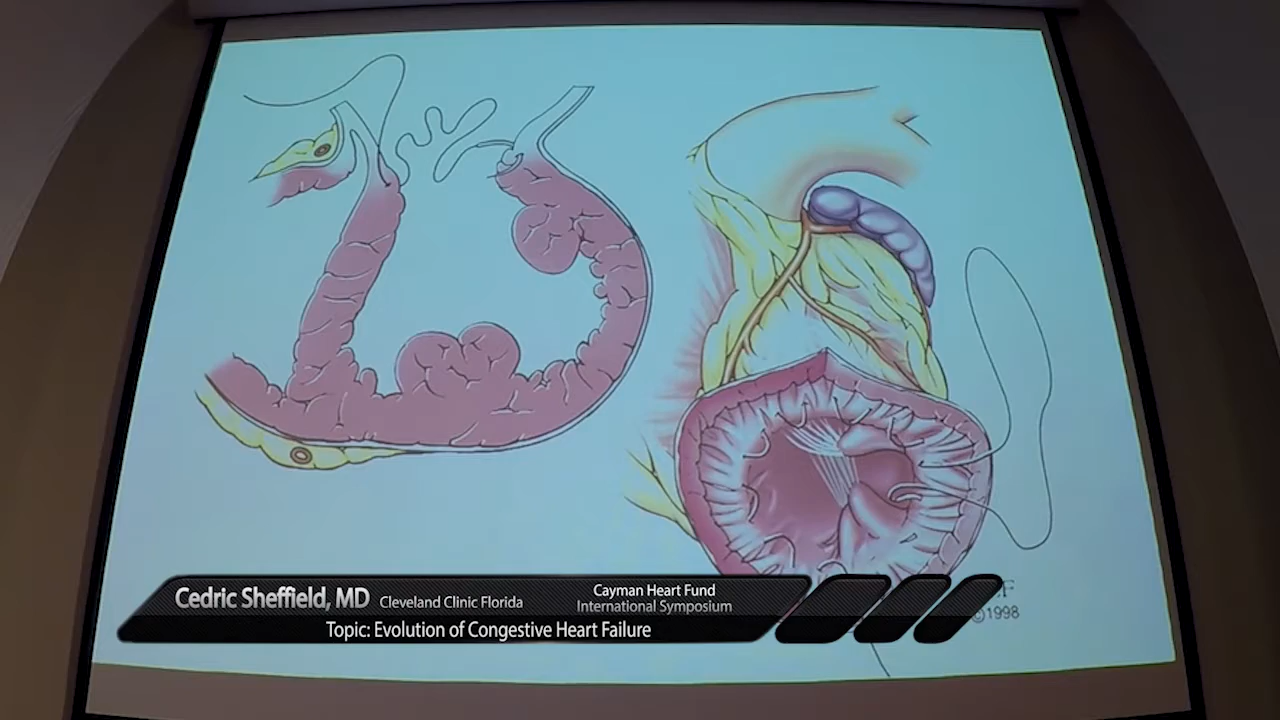 Cedric Sheffield, MD Cleveland Clinic Florida
Cayman Heart Fund
International Symposium
Topic: Evolution of Congestive Heart Failure
©1998